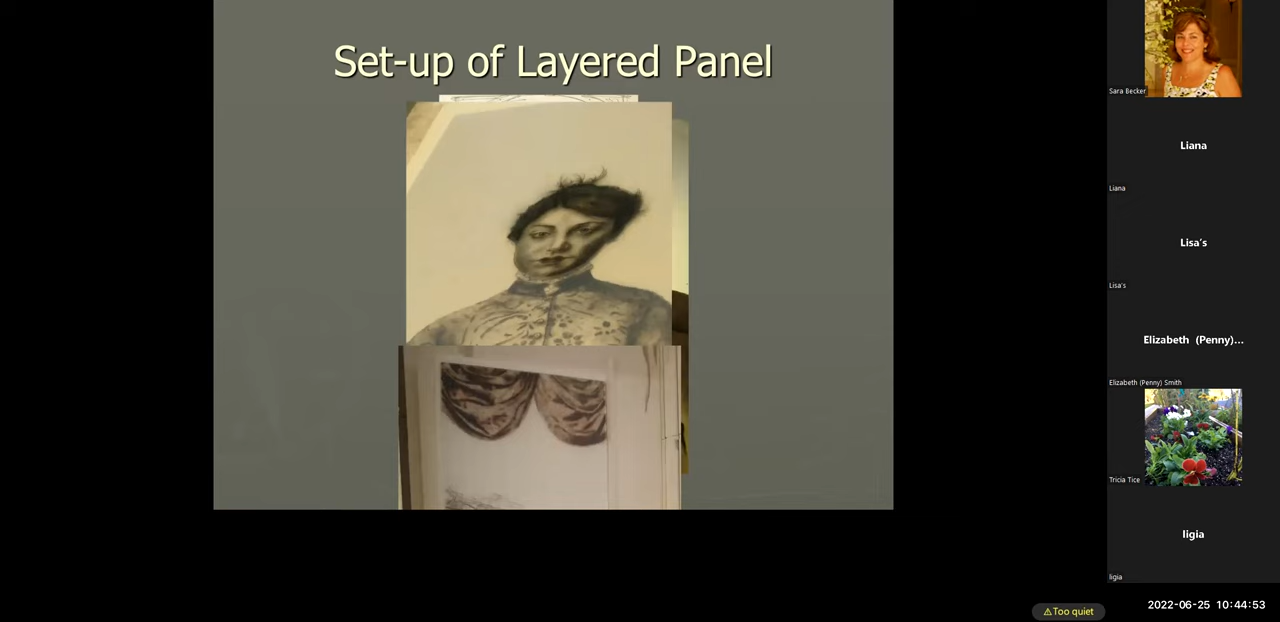 Set-up of Layered Panel
Sara Becker
Liana
Liana
Lisa's
Lisa's
Elizabeth (Penny)...
Elizabeth (Penny) Smith
Tricia Tice
ligia
ligia
⚠Too quiet
2022-06-25 10:44:53